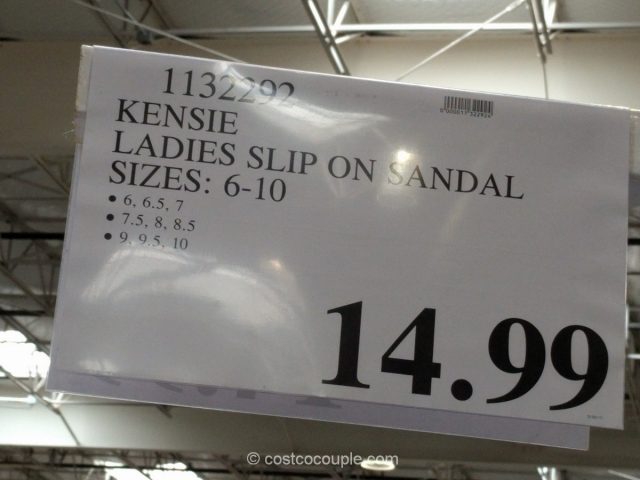 1132292
KENSIE
LADIES SLIP ON SANDAL
SIZES: 6-10
• 6, 6.5, 7
• 7.5, 8, 8.5
• 9, 9.5, 10
14.99
© costcocouple.com